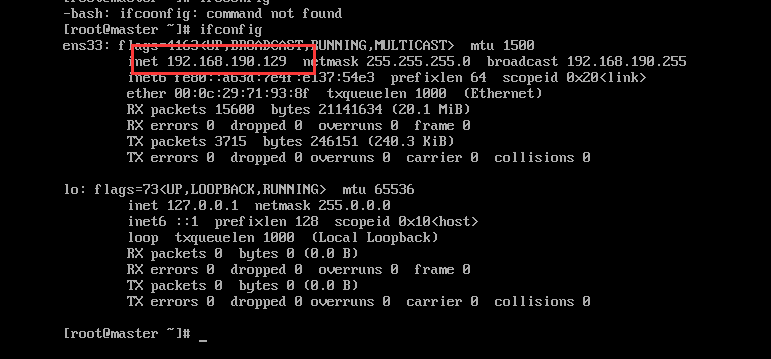 -bash: ifcoonfig: command not found
[root@master ~]# ifconfig
ens33: flags=4163<UP,BROADCAST,RUNNING,MULTICAST>  mtu 1500
inet 192.168.190.129  netmask 255.255.255.0  broadcast 192.168.190.255
inet6 fe80::a63d:7e4f:e137:54e3  prefixlen 64  scopeid 0x20<link>
ether 00:0c:29:71:93:8f  txqueuelen 1000  (Ethernet)
RX packets 15600  bytes 21141634 (20.1 MiB)
RX errors 0  dropped 0  overruns 0  frame 0
TX packets 3715  bytes 246151 (240.3 KiB)
TX errors 0  dropped 0 overruns 0  carrier 0  collisions 0
lo: flags=73<UP,LOOPBACK,RUNNING>  mtu 65536
inet 127.0.0.1  netmask 255.0.0.0
inet6 ::1  prefixlen 128  scopeid 0x10<host>
loop  txqueuelen 1000  (Local Loopback)
RX packets 0  bytes 0 (0.0 B)
RX errors 0  dropped 0  overruns 0  frame 0
TX packets 0  bytes 0 (0.0 B)
TX errors 0  dropped 0 overruns 0  carrier 0  collisions 0
[root@master ~]# _